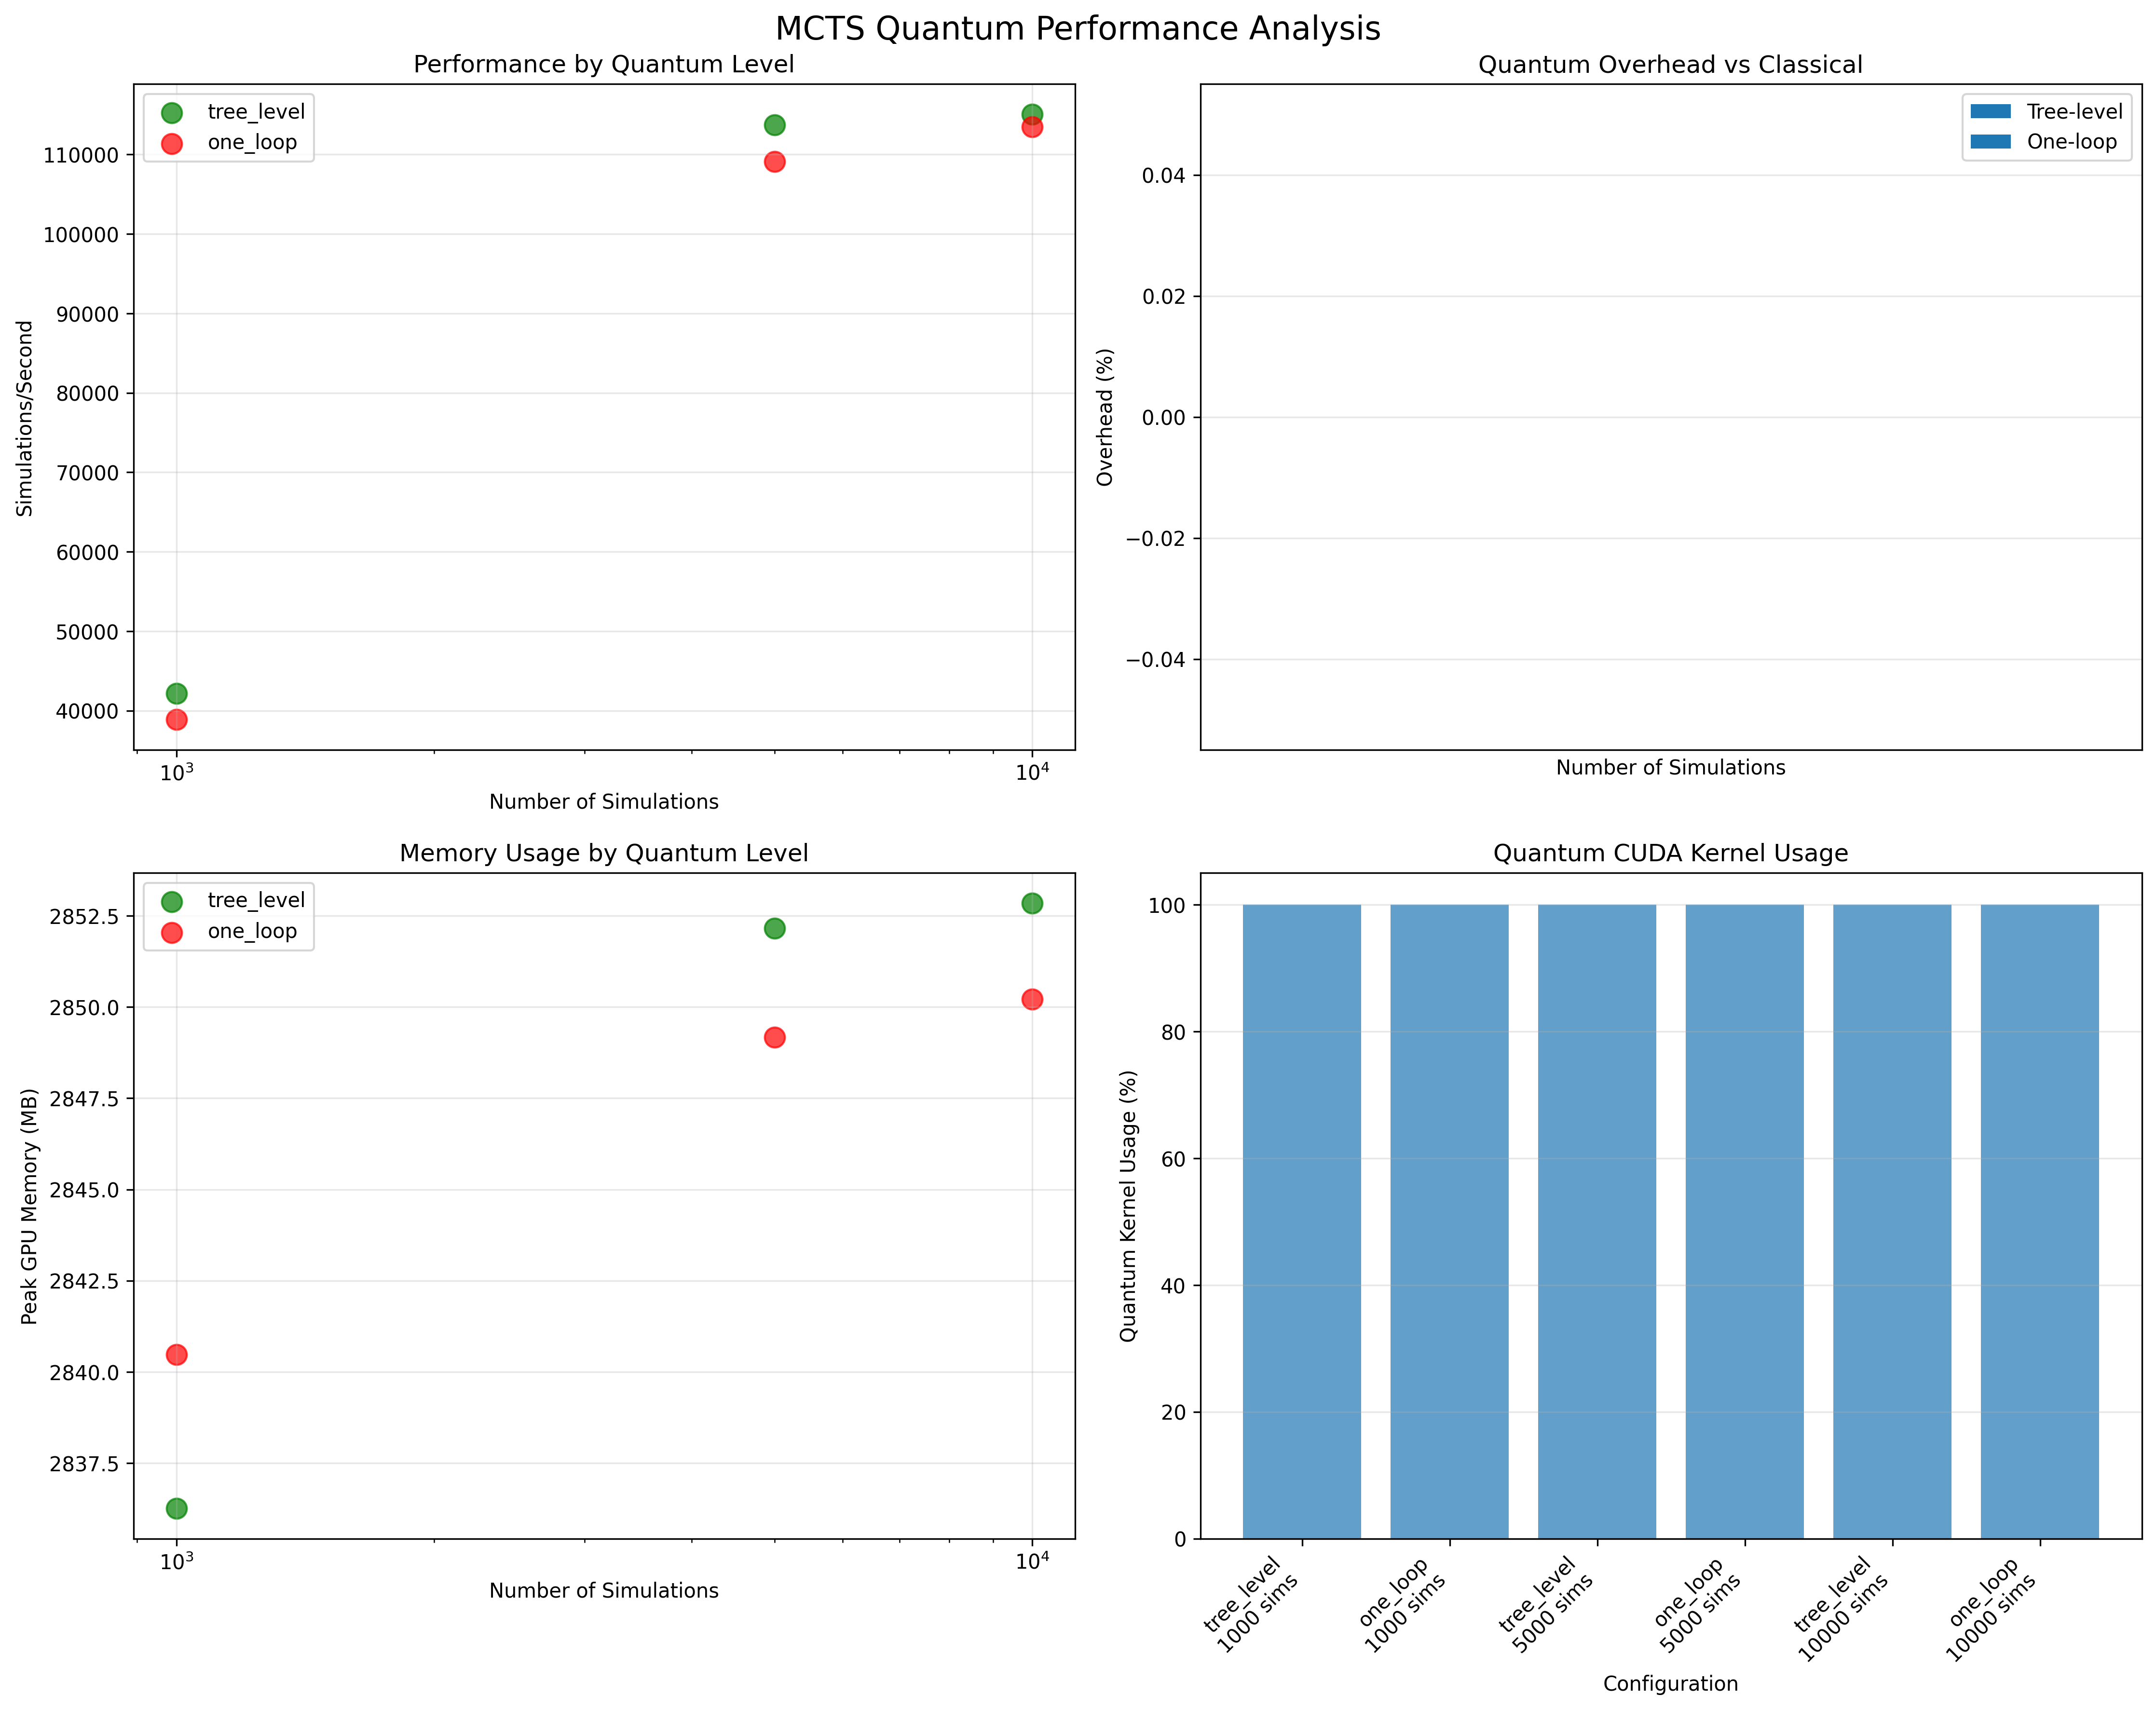 MCTS Quantum Performance Analysis
Performance by Quantum Level
tree_level
one_loop
110000
100000
90000
80000
70000
60000
50000
40000
Simulations/Second
10³
10⁴
Number of Simulations
Quantum Overhead vs Classical
Tree-level
One-loop
0.04
0.02
0.00
−0.02
−0.04
Overhead (%)
Number of Simulations
Memory Usage by Quantum Level
tree_level
one_loop
2852.5
2850.0
2847.5
2845.0
2842.5
2840.0
2837.5
Peak GPU Memory (MB)
10³
10⁴
Number of Simulations
Quantum CUDA Kernel Usage
100
80
60
40
20
0
Quantum Kernel Usage (%)
tree_level
1000 sims
one_loop
1000 sims
tree_level
5000 sims
one_loop
5000 sims
tree_level
10000 sims
one_loop
10000 sims
Configuration